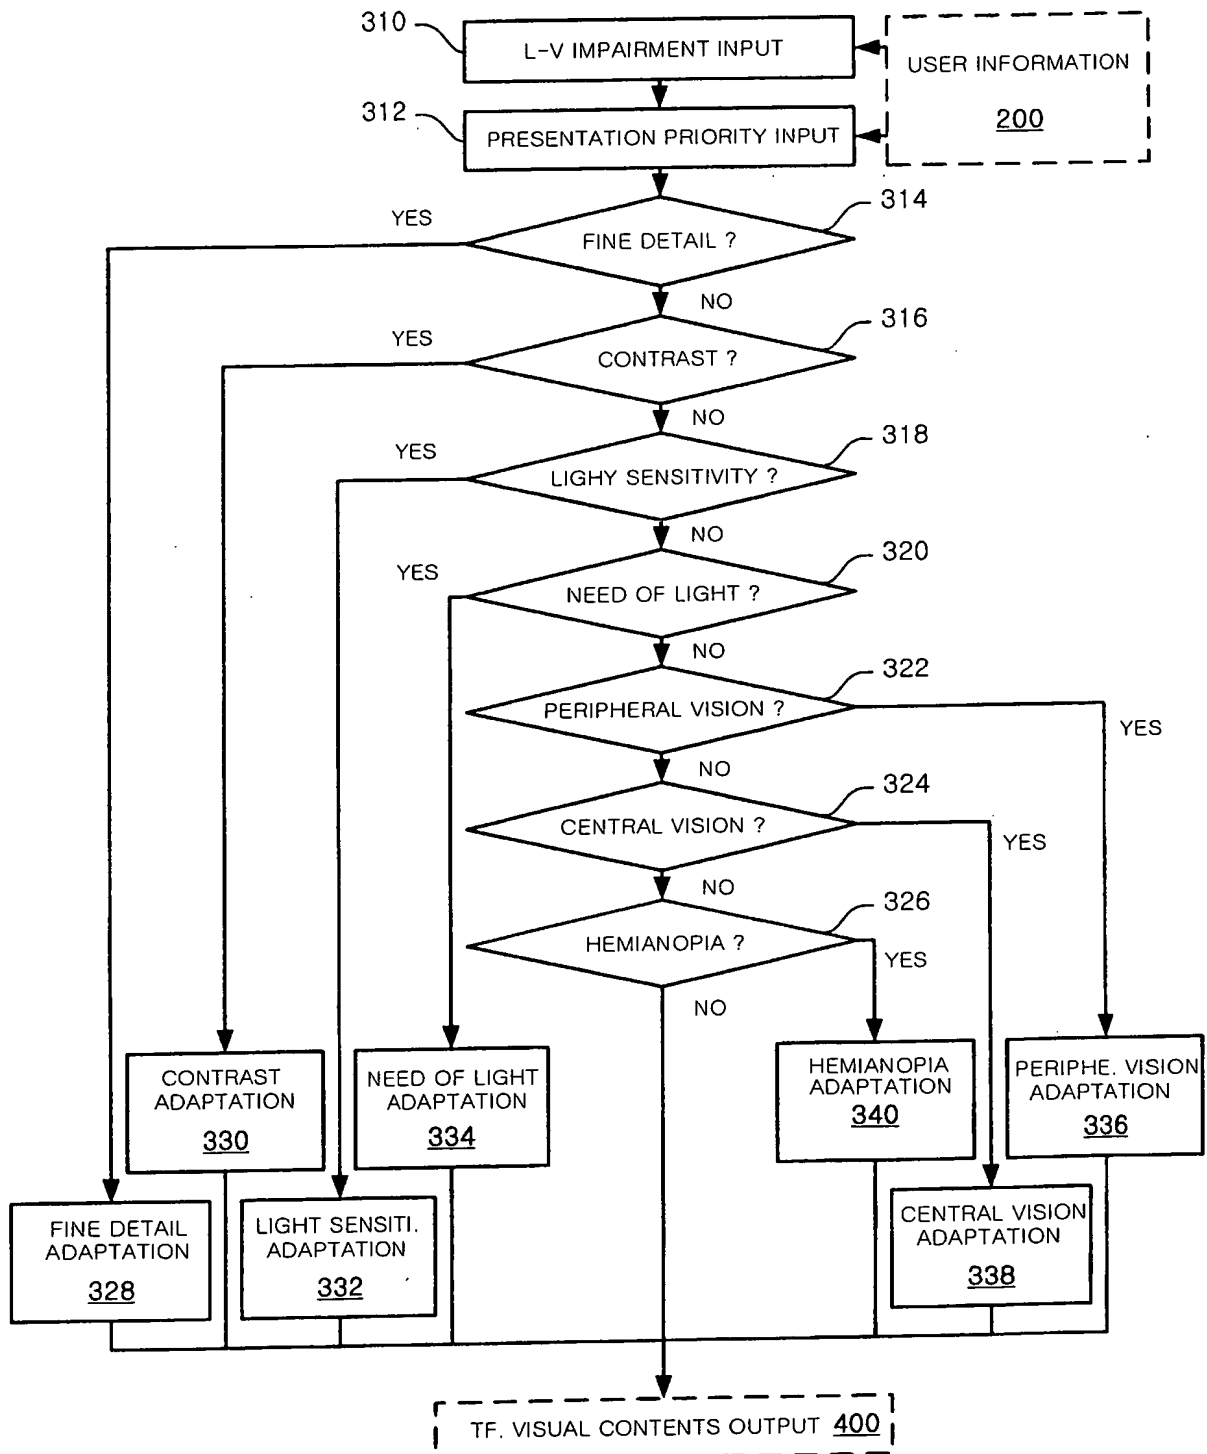 310
L-V IMPAIRMENT INPUT
USER INFORMATION
200
312
PRESENTATION PRIORITY INPUT
314
YES
FINE DETAIL ?
NO
316
YES
CONTRAST ?
NO
318
YES
LIGHY SENSITIVITY ?
NO
320
YES
NEED OF LIGHT ?
NO
322
PERIPHERAL VISION ?
YES
NO
324
CENTRAL VISION ?
YES
NO
326
HEMIANOPIA ?
YES
NO
CONTRAST
ADAPTATION
330
NEED OF LIGHT
ADAPTATION
334
HEMIANOPIA
ADAPTATION
340
PERIPHE. VISION
ADAPTATION
336
FINE DETAIL
ADAPTATION
328
LIGHT SENSITI.
ADAPTATION
332
CENTRAL VISION
ADAPTATION
338
TF. VISUAL CONTENTS OUTPUT 400